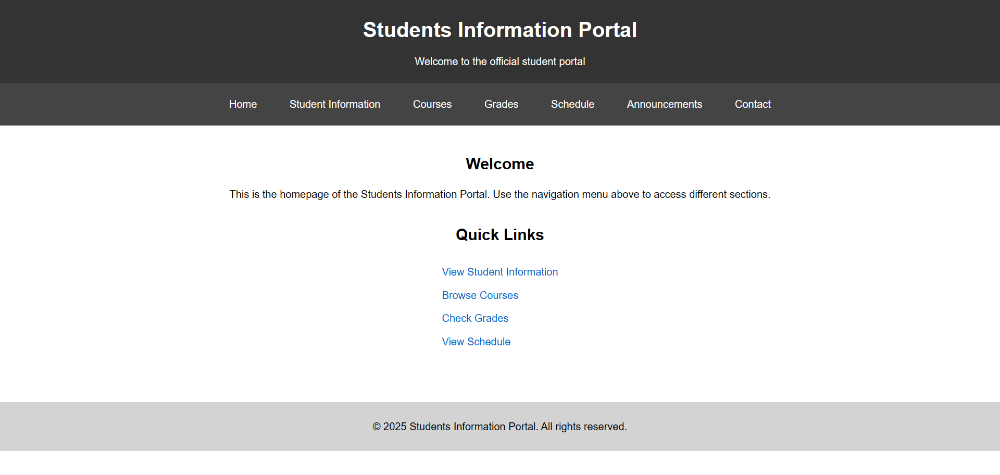 Students Information Portal
Welcome to the official student portal
Home Student Information Courses Grades Schedule Announcements Contact
Welcome
This is the homepage of the Students Information Portal. Use the navigation menu above to access different sections.
Quick Links
View Student Information
Browse Courses
Check Grades
View Schedule
© 2025 Students Information Portal. All rights reserved.